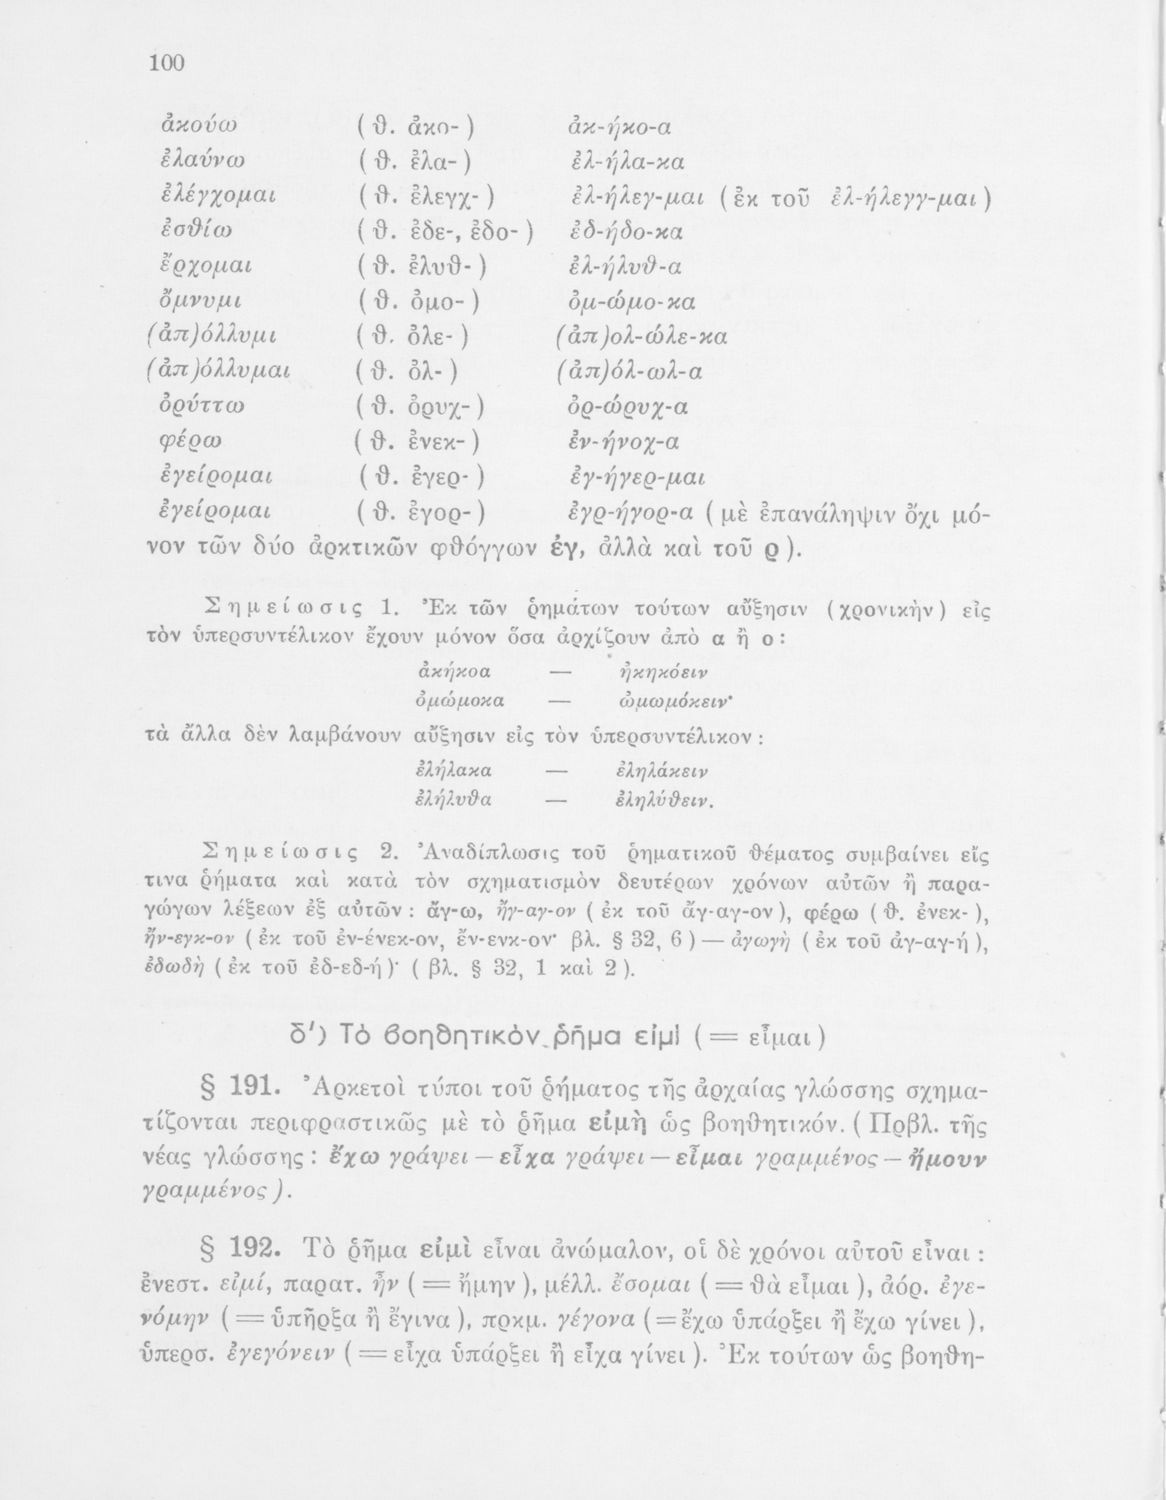 100
ἀκούω ( θ. ἀκο- ) ἀκ-ήκο-α
ἐλαύνω ( θ. ἐλα- ) ἐλ-ήλα-κα
ἐλέγχομαι ( θ. ἐλεγχ- ) ἐλ-ήλεγ-μαι ( ἐκ τοῦ ἐλ-ήλεγγ-μαι )
ἐσθίω ( θ. ἐδε-, ἐδο- ) ἐδ-ήδο-κα
ἔρχομαι ( θ. ἐλυθ- ) ἐλ-ήλυθ-α
ὄμνυμι ( θ. ὀμο- ) ὀμ-ώμο-κα
(ἀπ)όλλυμι ( θ. ὀλε- ) (ἀπ)ολ-ώλε-κα
(ἀπ)όλλυμαι ( θ. ὀλ- ) (ἀπ)όλ-ωλ-α
ὀρύττω ( θ. ὀρυχ- ) ὀρ-ώρυχ-α
φέρω ( θ. ἐνεκ- ) ἐν-ήνοχ-α
ἐγείρομαι ( θ. ἐγερ- ) ἐγ-ήγερ-μαι
ἐγείρομαι ( θ. ἐγορ- ) ἐγρ-ήγορ-α ( μὲ ἐπανάληψιν ὄχι μό-
νον τῶν δύο ἀρκτικῶν φθόγγων ἐγ, ἀλλὰ καὶ τοῦ ρ ).
Σημείωσις 1. Ἐκ τῶν ῥημάτων τούτων αὔξησιν (χρονικὴν) εἰς
τὸν ὑπερσυντέλικον ἔχουν μόνον ὅσα ἀρχίζουν ἀπὸ α ἢ ο :
ἀκήκοα — ἠκηκόειν
ὀμώμοκα — ὠμωμόκειν·
τὰ ἄλλα δὲν λαμβάνουν αὔξησιν εἰς τὸν ὑπερσυντέλικον :
ἐλήλακα — ἐληλάκειν
ἐλήλυθα — ἐληλύθειν.
Σημείωσις 2. Ἀναδίπλωσις τοῦ ῥηματικοῦ θέματος συμβαίνει εἴς
τινα ῥήματα καὶ κατὰ τὸν σχηματισμὸν δευτέρων χρόνων αὐτῶν ἢ παρα-
γώγων λέξεων ἐξ αὐτῶν : ἄγ-ω, ἤγ-αγ-ον ( ἐκ τοῦ ἄγ-αγ-ον ), φέρω ( θ. ἐνεκ- ),
ἤν-εγκ-ον ( ἐκ τοῦ ἐν-ένεκ-ον, ἔν-ενκ-ον· βλ. § 32, 6 ) — ἀγωγὴ ( ἐκ τοῦ ἀγ-αγ-ή ),
ἐδωδὴ ( ἐκ τοῦ ἐδ-εδ-ή )· ( βλ. § 32, 1 καὶ 2 ).
δ') Τὸ βοηθητικὸν ῥῆμα εἰμὶ ( = εἶμαι )
§ 191. Ἀρκετοὶ τύποι τοῦ ῥήματος τῆς ἀρχαίας γλώσσης σχημα-
τίζονται περιφραστικῶς μὲ τὸ ῥῆμα εἰμὴ ὡς βοηθητικόν. ( Πρβλ. τῆς
νέας γλώσσης : ἔχω γράψει — εἶχα γράψει — εἶμαι γραμμένος — ἤμουν
γραμμένος ).
§ 192. Τὸ ῥῆμα εἰμὶ εἶναι ἀνώμαλον, οἱ δὲ χρόνοι αὐτοῦ εἶναι :
ἐνεστ. εἰμί, παρατ. ἦν ( = ἤμην ), μέλλ. ἔσομαι ( = θὰ εἶμαι ), ἀόρ. ἐγε-
νόμην ( = ὑπῆρξα ἢ ἔγινα ), πρκμ. γέγονα ( = ἔχω ὑπάρξει ἢ ἔχω γίνει ),
ὑπερσ. ἐγεγόνειν ( = εἶχα ὑπάρξει ἢ εἶχα γίνει ). Ἐκ τούτων ὡς βοηθη-